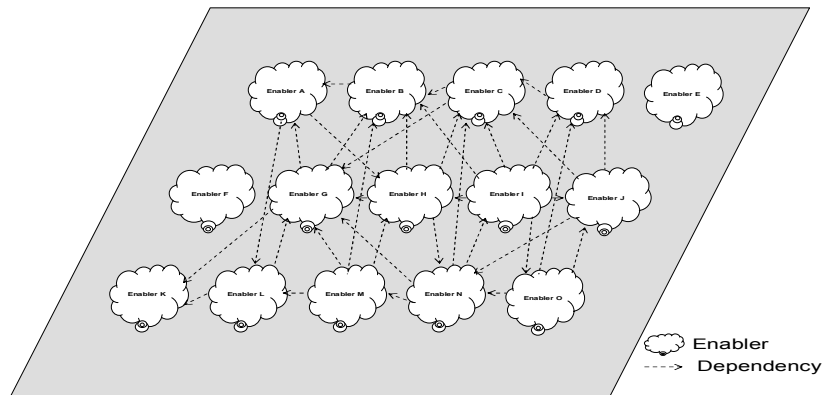 Enabler A
Enabler B
Enabler C
Enabler D
Enabler E
Enabler F
Enabler G
Enabler H
Enabler I
Enabler J
Enabler K
Enabler L
Enabler M
Enabler N
Enabler O
Enabler
Dependency